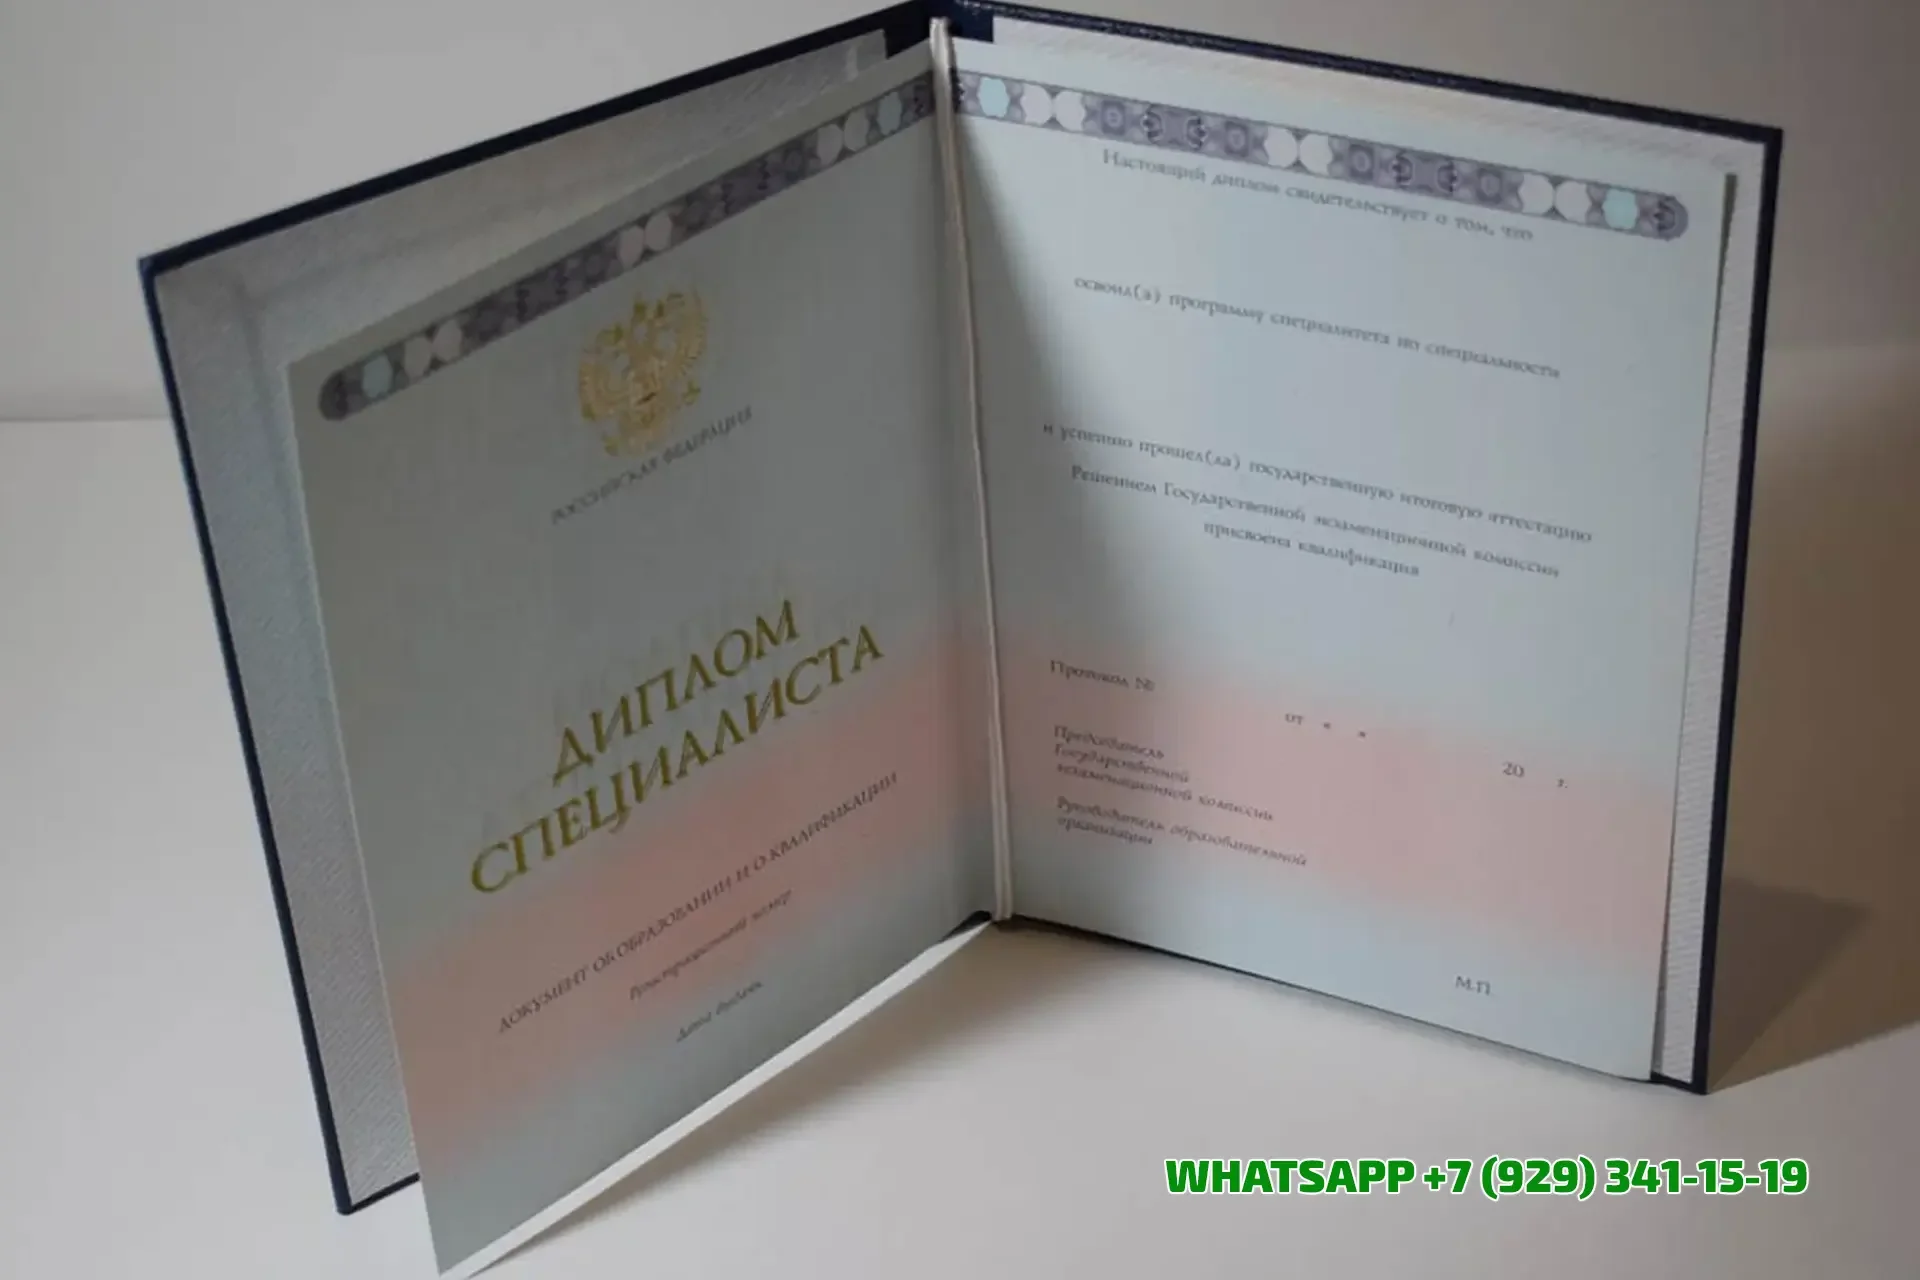 РОССИЙСКАЯ ФЕДЕРАЦИЯ
ДИПЛОМ
СПЕЦИАЛИСТА
ДОКУМЕНТ ОБ ОБРАЗОВАНИИ И О КВАЛИФИКАЦИИ
Регистрационный номер
Дата выдачи
Настоящий диплом свидетельствует о том, что
освоил(а) программу специалитета по специальности
и успешно прошел(ла) государственную итоговую аттестацию
Решением Государственной экзаменационной комиссии
присвоена квалификация
Протокол №
от « » 20 г.
Председатель
Государственной
экзаменационной комиссии
Руководитель образовательной
организации
М.П.
WHATSAPP +7 (929) 341-15-19